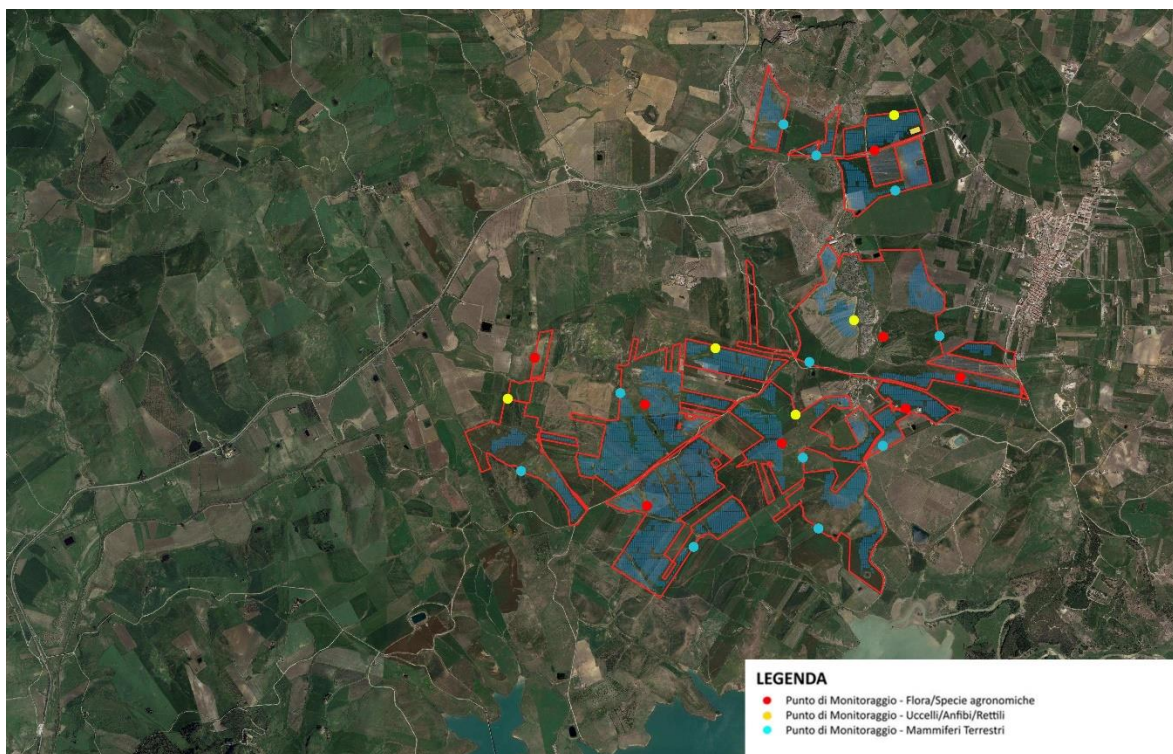 LEGENDA
Punto di Monitoraggio - Flora/Specie agronomiche
Punto di Monitoraggio - Uccelli/Anfibi/Rettili
Punto di Monitoraggio - Mammiferi Terrestri